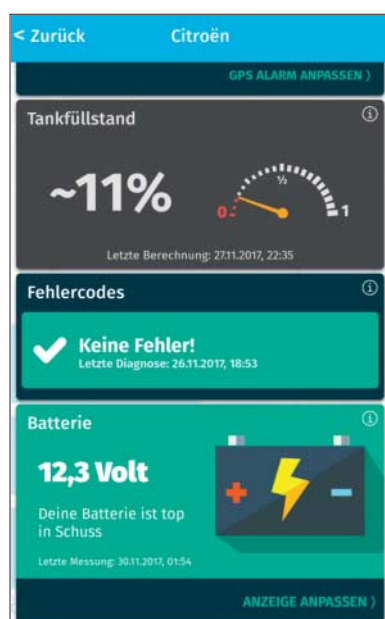 < Zurück Citroën
GPS ALARM ANPASSEN ⟩
Tankfüllstand
~11%
0 ½ 1
Letzte Berechnung: 27.11.2017, 22:35
Fehlercodes
Keine Fehler!
Letzte Diagnose: 26.11.2017, 18:53
Batterie
12,3 Volt
Deine Batterie ist top
in Schuss
Letzte Messung: 30.11.2017, 01:54
ANZEIGE ANPASSEN ⟩